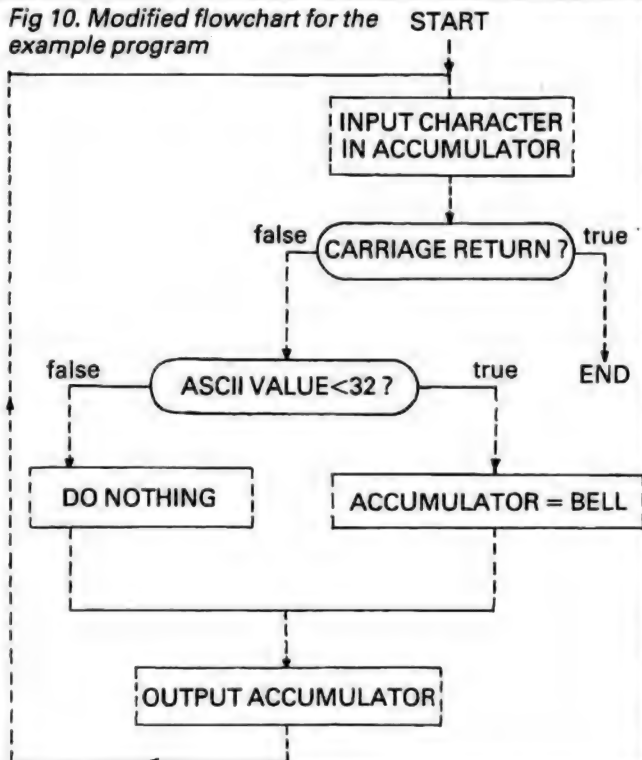 Fig 10. Modified flowchart for the
example program
START
INPUT CHARACTER
IN ACCUMULATOR
false
CARRIAGE RETURN ?
true
false
ASCII VALUE<32 ?
true
END
DO NOTHING
ACCUMULATOR = BELL
OUTPUT ACCUMULATOR